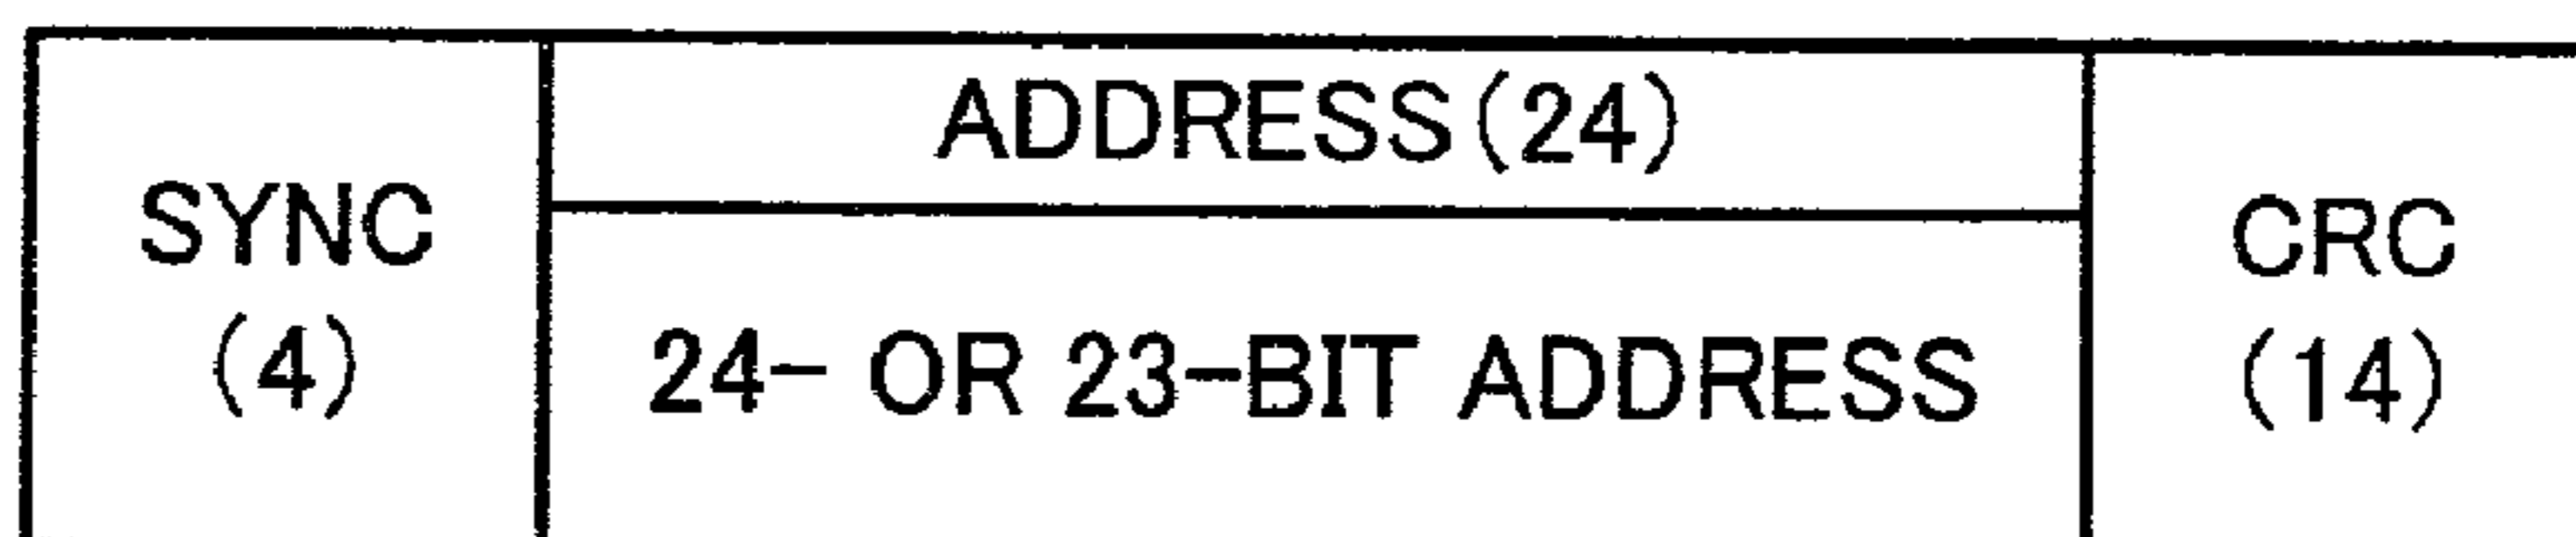 SYNC
(4)
ADDRESS(24)
24- OR 23-BIT ADDRESS
CRC
(14)